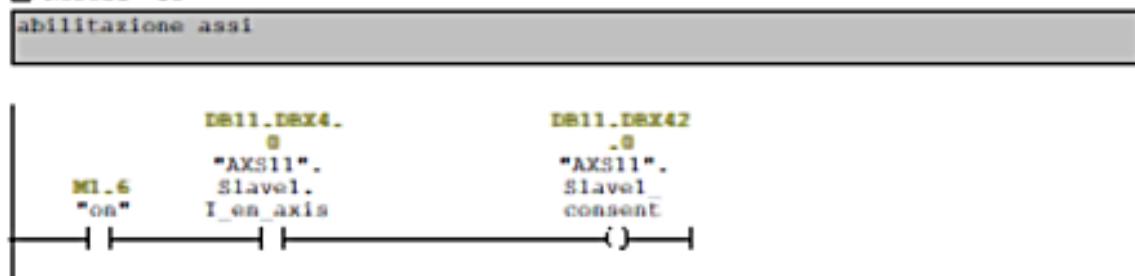 abilitazione assi
DB11.DBX4.
0
"AXS11".
Slave1.
I_en_axis
DB11.DBX42
.0
"AXS11".
Slave1_
consent
M1.6
"on"